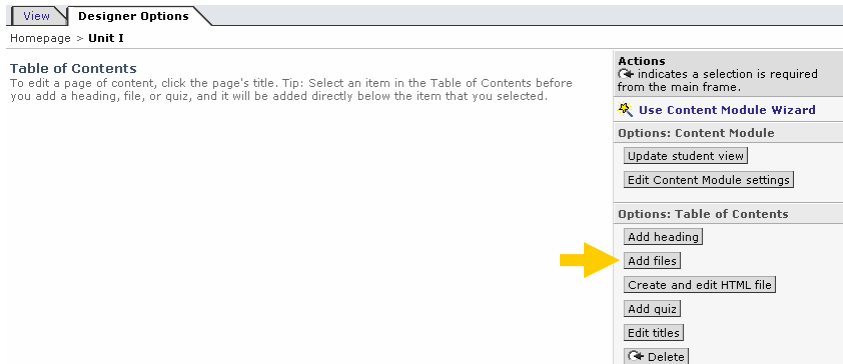 View Designer Options
Homepage > Unit I
Table of Contents
To edit a page of content, click the page's title. Tip: Select an item in the Table of Contents before
you add a heading, file, or quiz, and it will be added directly below the item that you selected.
Actions
indicates a selection is required
from the main frame.
Use Content Module Wizard
Options: Content Module
Update student view
Edit Content Module settings
Options: Table of Contents
Add heading
Add files
Create and edit HTML file
Add quiz
Edit titles
Delete